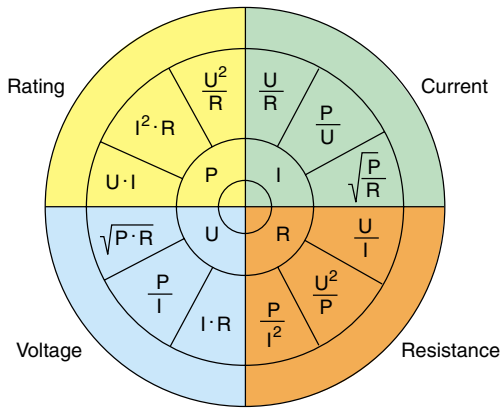 Rating
Current
U²/R
U/R
I²·R
P/U
U·I
P
I
√(P/R)
√(P·R)
U
R
U/I
P/I
U²/P
I·R
P/I²
Voltage
Resistance